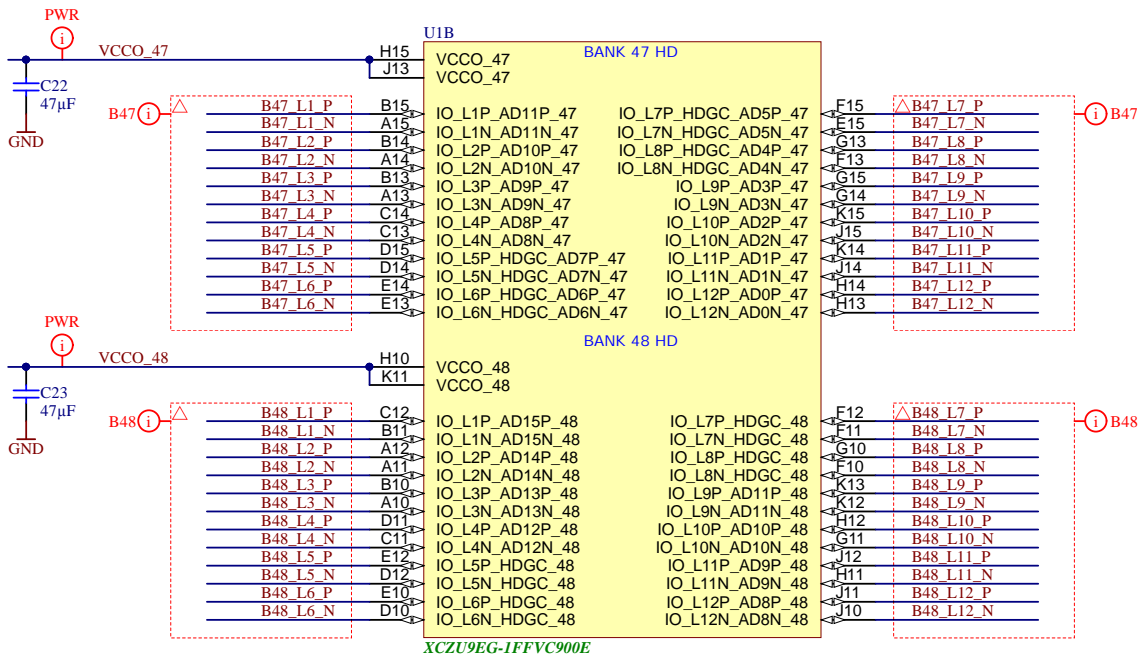 PWR
i
VCCO_47
C22
47µF
GND
U1B
BANK 47 HD
H15 VCCO_47
J13 VCCO_47
B47 i
B47_L1_P B15 IO_L1P_AD11P_47 IO_L7P_HDGC_AD5P_47 F15 B47_L7_P
B47_L1_N A15 IO_L1N_AD11N_47 IO_L7N_HDGC_AD5N_47 E15 B47_L7_N
B47_L2_P B14 IO_L2P_AD10P_47 IO_L8P_HDGC_AD4P_47 G13 B47_L8_P
B47_L2_N A14 IO_L2N_AD10N_47 IO_L8N_HDGC_AD4N_47 F13 B47_L8_N
B47_L3_P B13 IO_L3P_AD9P_47 IO_L9P_AD3P_47 G15 B47_L9_P
B47_L3_N A13 IO_L3N_AD9N_47 IO_L9N_AD3N_47 G14 B47_L9_N
B47_L4_P C14 IO_L4P_AD8P_47 IO_L10P_AD2P_47 K15 B47_L10_P
B47_L4_N C13 IO_L4N_AD8N_47 IO_L10N_AD2N_47 J15 B47_L10_N
B47_L5_P D15 IO_L5P_HDGC_AD7P_47 IO_L11P_AD1P_47 K14 B47_L11_P
B47_L5_N D14 IO_L5N_HDGC_AD7N_47 IO_L11N_AD1N_47 J14 B47_L11_N
B47_L6_P E14 IO_L6P_HDGC_AD6P_47 IO_L12P_AD0P_47 H14 B47_L12_P
B47_L6_N E13 IO_L6N_HDGC_AD6N_47 IO_L12N_AD0N_47 H13 B47_L12_N
i B47
PWR
i
VCCO_48
C23
47µF
GND
BANK 48 HD
H10 VCCO_48
K11 VCCO_48
B48 i
B48_L1_P C12 IO_L1P_AD15P_48 IO_L7P_HDGC_48 F12 B48_L7_P
B48_L1_N B11 IO_L1N_AD15N_48 IO_L7N_HDGC_48 F11 B48_L7_N
B48_L2_P A12 IO_L2P_AD14P_48 IO_L8P_HDGC_48 G10 B48_L8_P
B48_L2_N A11 IO_L2N_AD14N_48 IO_L8N_HDGC_48 F10 B48_L8_N
B48_L3_P B10 IO_L3P_AD13P_48 IO_L9P_AD11P_48 K13 B48_L9_P
B48_L3_N A10 IO_L3N_AD13N_48 IO_L9N_AD11N_48 K12 B48_L9_N
B48_L4_P D11 IO_L4P_AD12P_48 IO_L10P_AD10P_48 H12 B48_L10_P
B48_L4_N C11 IO_L4N_AD12N_48 IO_L10N_AD10N_48 G11 B48_L10_N
B48_L5_P E12 IO_L5P_HDGC_48 IO_L11P_AD9P_48 J12 B48_L11_P
B48_L5_N D12 IO_L5N_HDGC_48 IO_L11N_AD9N_48 H11 B48_L11_N
B48_L6_P E10 IO_L6P_HDGC_48 IO_L12P_AD8P_48 J11 B48_L12_P
B48_L6_N D10 IO_L6N_HDGC_48 IO_L12N_AD8N_48 J10 B48_L12_N
i B48
XCZU9EG-1FFVC900E